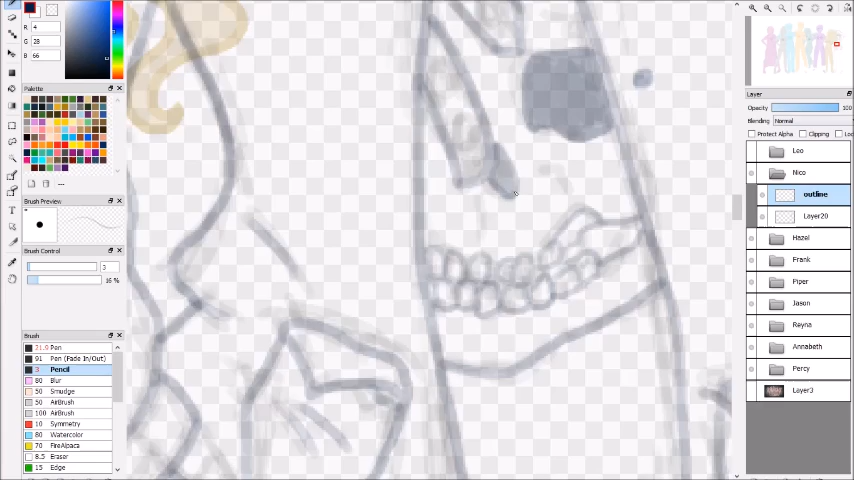 R
4
G
28
B
66
Palette
---
Brush Preview
Brush Control
3
16 %
Brush
21.9 Pen
91 Pen (Fade In/Out)
3 Pencil
80 Blur
50 Smudge
50 AirBrush
100 AirBrush
10 Symmetry
80 Watercolor
70 FireAlpaca
8.5 Eraser
15 Edge
Layer
Opacity 100
Blending Normal
Protect Alpha Clipping Loc
Leo
Nico
outline
Layer20
Hazel
Frank
Piper
Jason
Reyna
Annabeth
Percy
Layer3
T